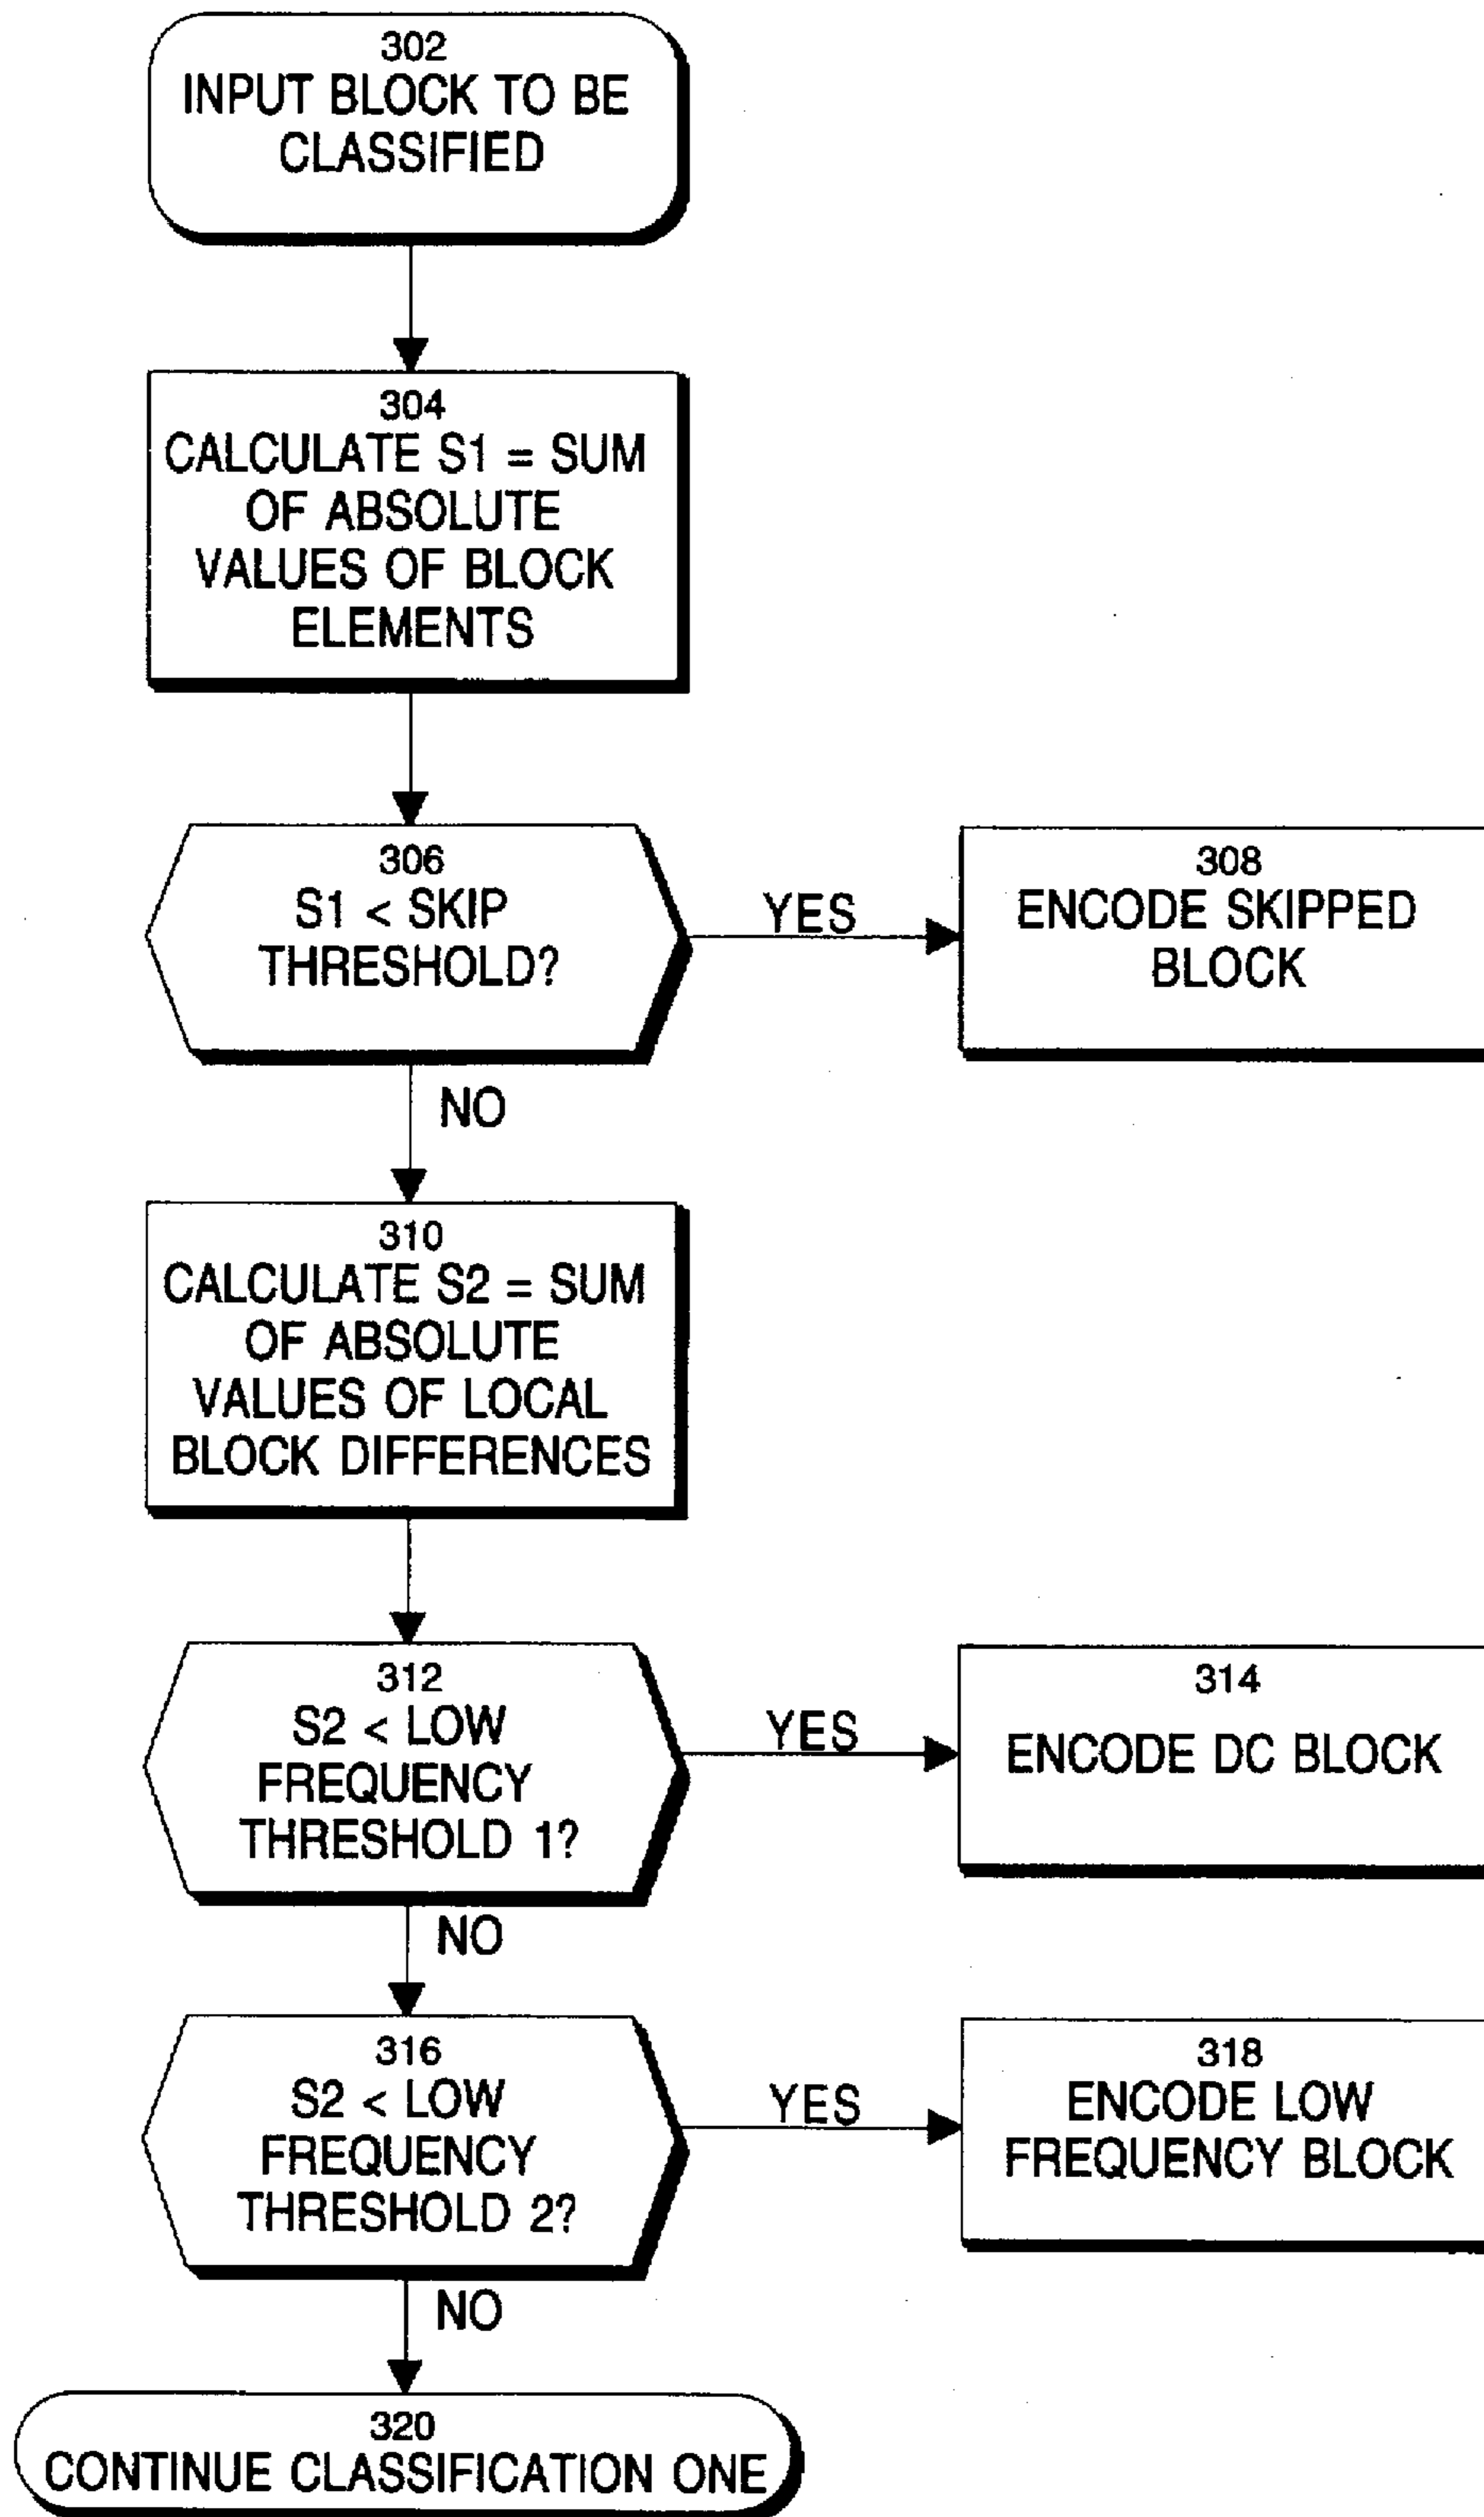 302
INPUT BLOCK TO BE
CLASSIFIED
304
CALCULATE S1 = SUM
OF ABSOLUTE
VALUES OF BLOCK
ELEMENTS
306
S1 < SKIP
THRESHOLD?
YES
308
ENCODE SKIPPED
BLOCK
NO
310
CALCULATE S2 = SUM
OF ABSOLUTE
VALUES OF LOCAL
BLOCK DIFFERENCES
312
S2 < LOW
FREQUENCY
THRESHOLD 1?
YES
314
ENCODE DC BLOCK
NO
316
S2 < LOW
FREQUENCY
THRESHOLD 2?
YES
318
ENCODE LOW
FREQUENCY BLOCK
NO
320
CONTINUE CLASSIFICATION ONE